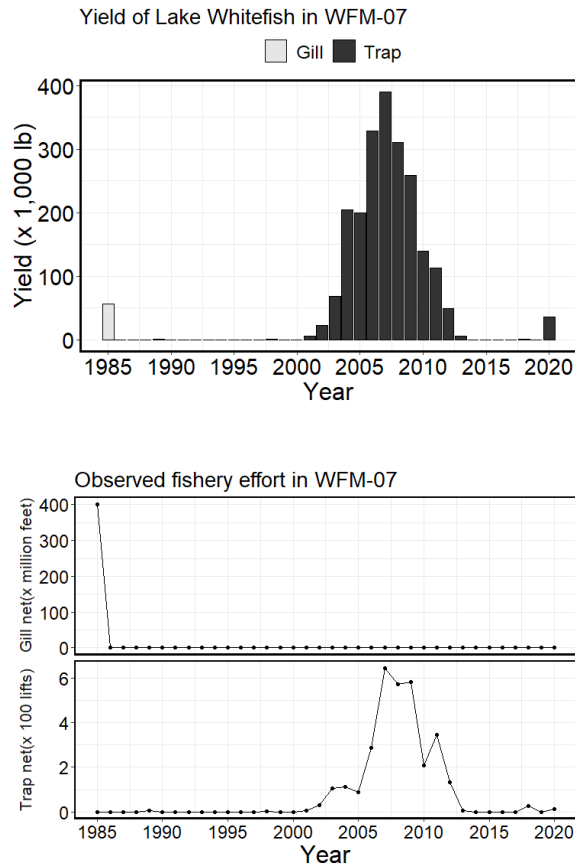 Yield of Lake Whitefish in WFM-07
Gill Trap
Yield (x 1,000 lb)
400
300
200
100
0
1985 1990 1995 2000 2005 2010 2015 2020
Year
Observed fishery effort in WFM-07
Gill net(x million feet)
400
300
200
100
0
Trap net(x 100 lifts)
6
4
2
0
1985 1990 1995 2000 2005 2010 2015 2020
Year